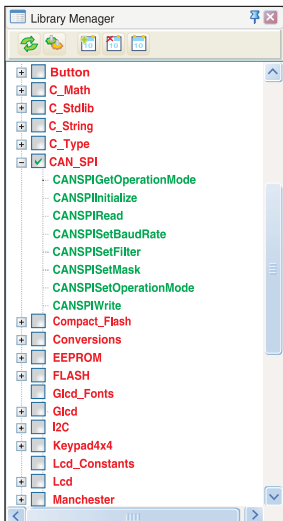 Library Menager
Button
C_Math
C_Stdlib
C_String
C_Type
CAN_SPI
CANSPIGetOperationMode
CANSPIInitialize
CANSPIRead
CANSPISetBaudRate
CANSPISetFilter
CANSPISetMask
CANSPISetOperationMode
CANSPIWrite
Compact_Flash
Conversions
EEPROM
FLASH
Glcd_Fonts
Glcd
I2C
Keypad4x4
Lcd_Constants
Lcd
Manchester